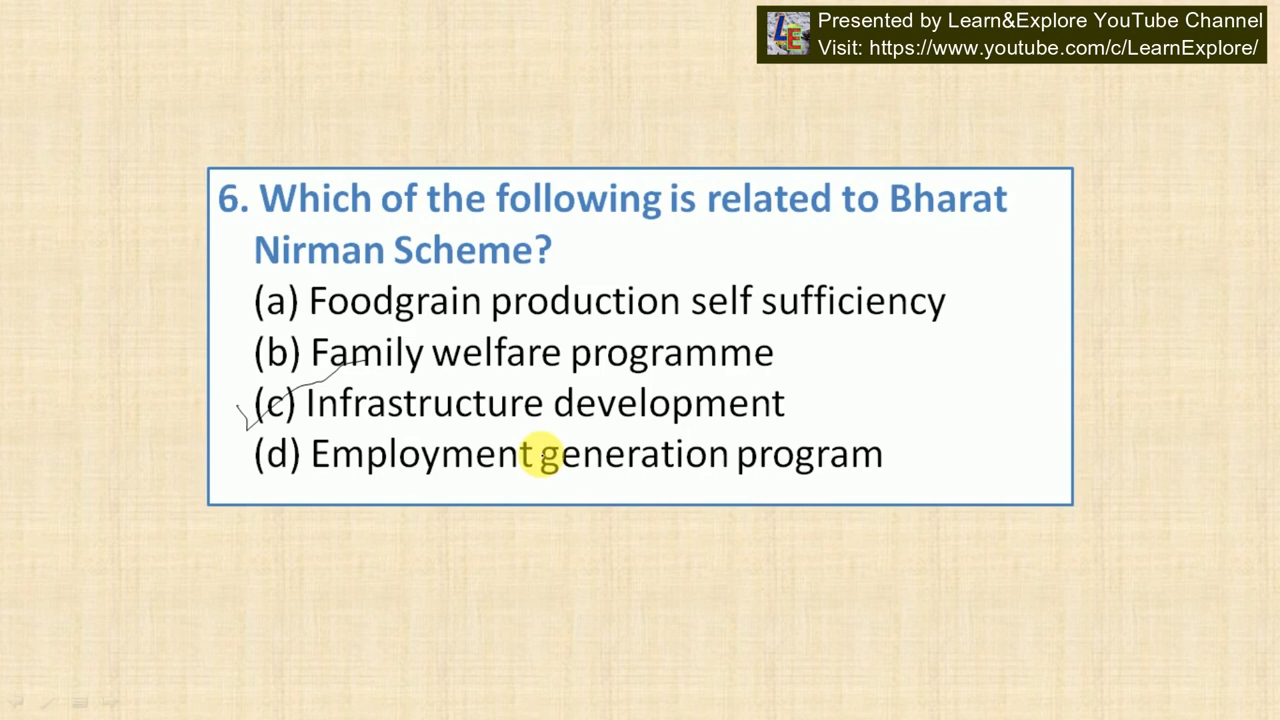 Presented by Learn&Explore YouTube Channel
Visit: https://www.youtube.com/c/LearnExplore/
LE
6. Which of the following is related to Bharat
Nirman Scheme?
(a) Foodgrain production self sufficiency
(b) Family welfare programme
(c) Infrastructure development
(d) Employment generation program